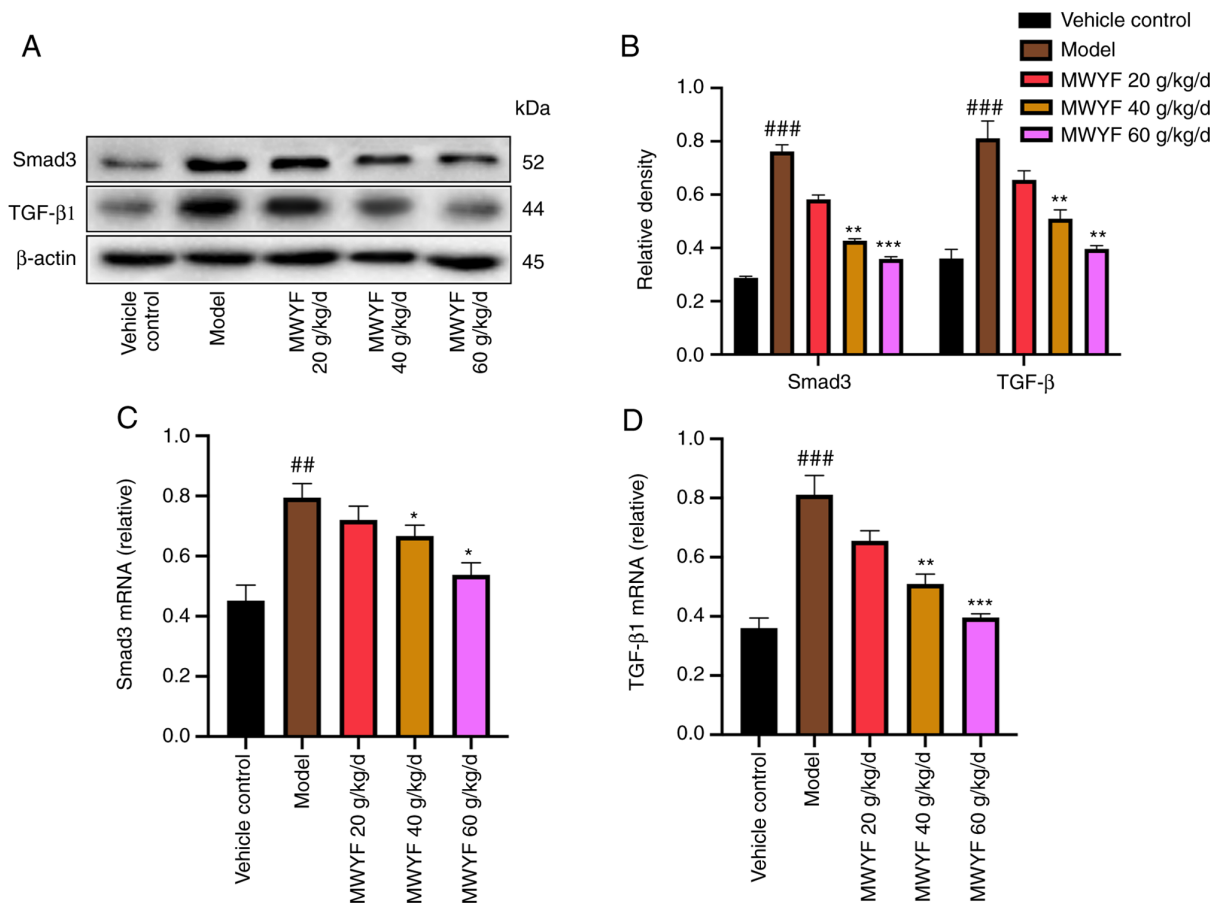 A
kDa
Smad3
52
TGF-β1
44
β-actin
45
Vehicle
control
Model
MWYF
20 g/kg/d
MWYF
40 g/kg/d
MWYF
60 g/kg/d
B
Vehicle control
Model
MWYF 20 g/kg/d
MWYF 40 g/kg/d
MWYF 60 g/kg/d
Relative density
1.0
0.8
0.6
0.4
0.2
0.0
###
**
***
###
**
**
Smad3
TGF-β
C
Smad3 mRNA (relative)
1.0
0.8
0.6
0.4
0.2
0.0
##
*
*
Vehicle control
Model
MWYF 20 g/kg/d
MWYF 40 g/kg/d
MWYF 60 g/kg/d
D
TGF-β1 mRNA (relative)
1.0
0.8
0.6
0.4
0.2
0.0
###
**
***
Vehicle control
Model
MWYF 20 g/kg/d
MWYF 40 g/kg/d
MWYF 60 g/kg/d